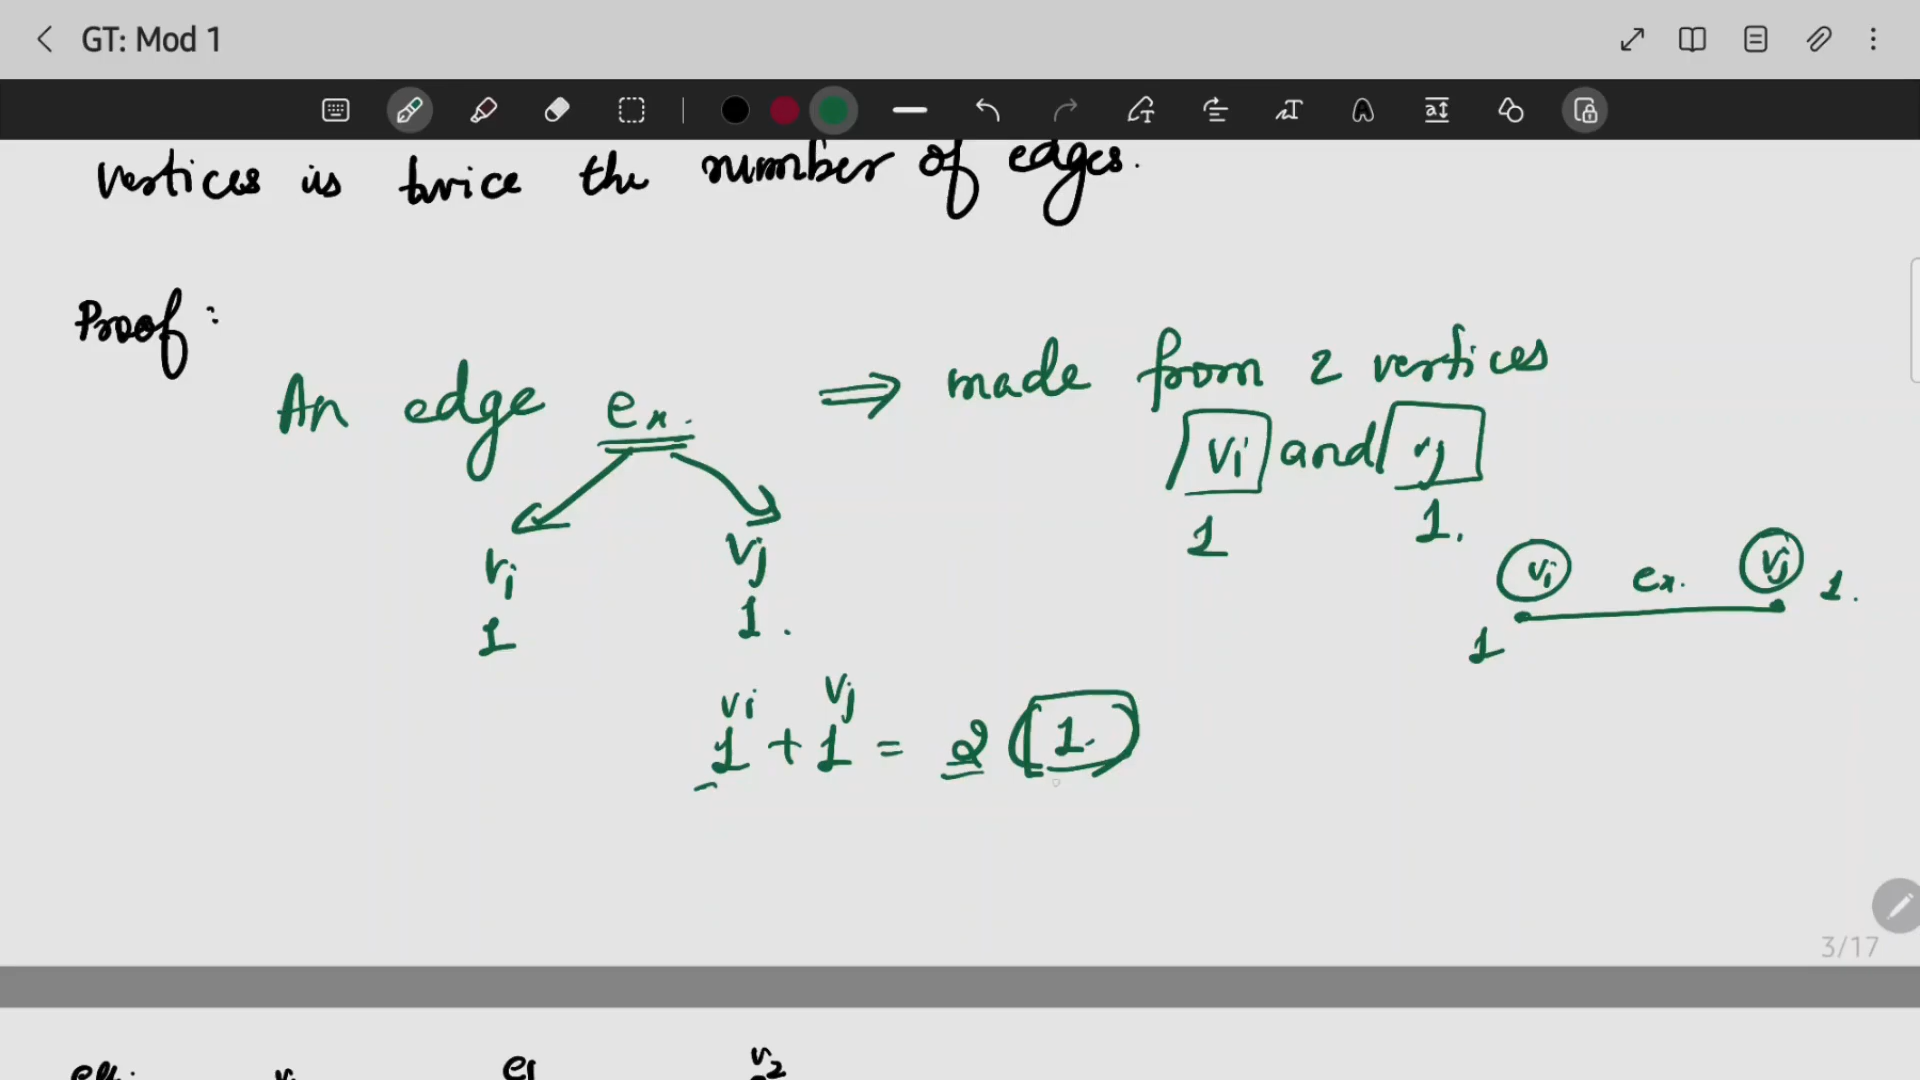 GT: Mod 1
vertices is twice the number of edges.
Proof:
An edge ex. ⇒ made from 2 vertices
vi and vj
1 1.
vi vj
1 1.
vi ex. vj 1.
1
vi vj
1 + 1 = 2 (1.)
3/17
e1 v2